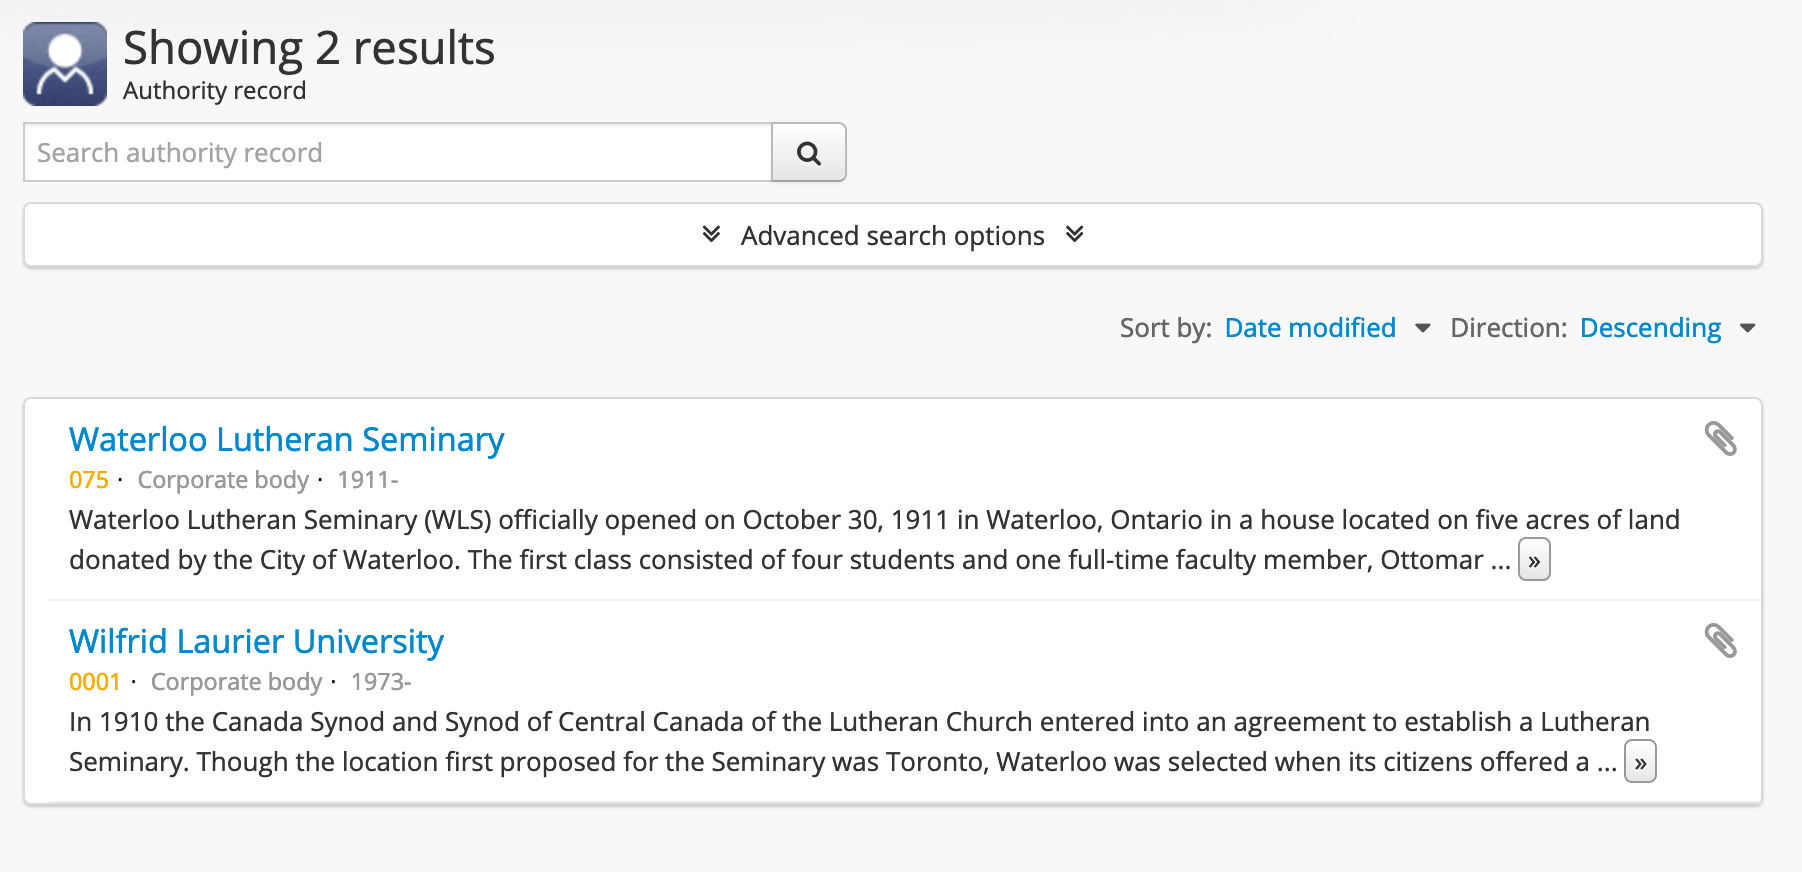 Showing 2 results
Authority record
Search authority record
Advanced search options
Sort by: Date modified Direction: Descending
Waterloo Lutheran Seminary
075 · Corporate body · 1911-
Waterloo Lutheran Seminary (WLS) officially opened on October 30, 1911 in Waterloo, Ontario in a house located on five acres of land
donated by the City of Waterloo. The first class consisted of four students and one full-time faculty member, Ottomar ... »
Wilfrid Laurier University
0001 · Corporate body · 1973-
In 1910 the Canada Synod and Synod of Central Canada of the Lutheran Church entered into an agreement to establish a Lutheran
Seminary. Though the location first proposed for the Seminary was Toronto, Waterloo was selected when its citizens offered a ... »